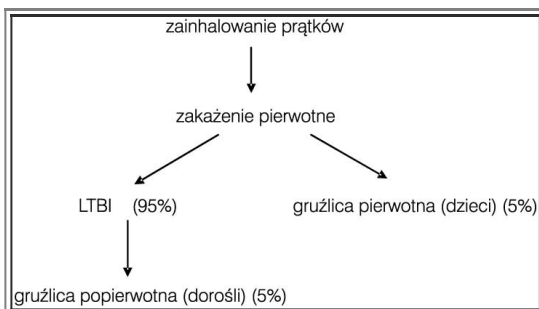 zainhalowanie prątków
zakażenie pierwotne
LTBI (95%)
gruźlica pierwotna (dzieci) (5%)
gruźlica popierwotna (dorośli) (5%)